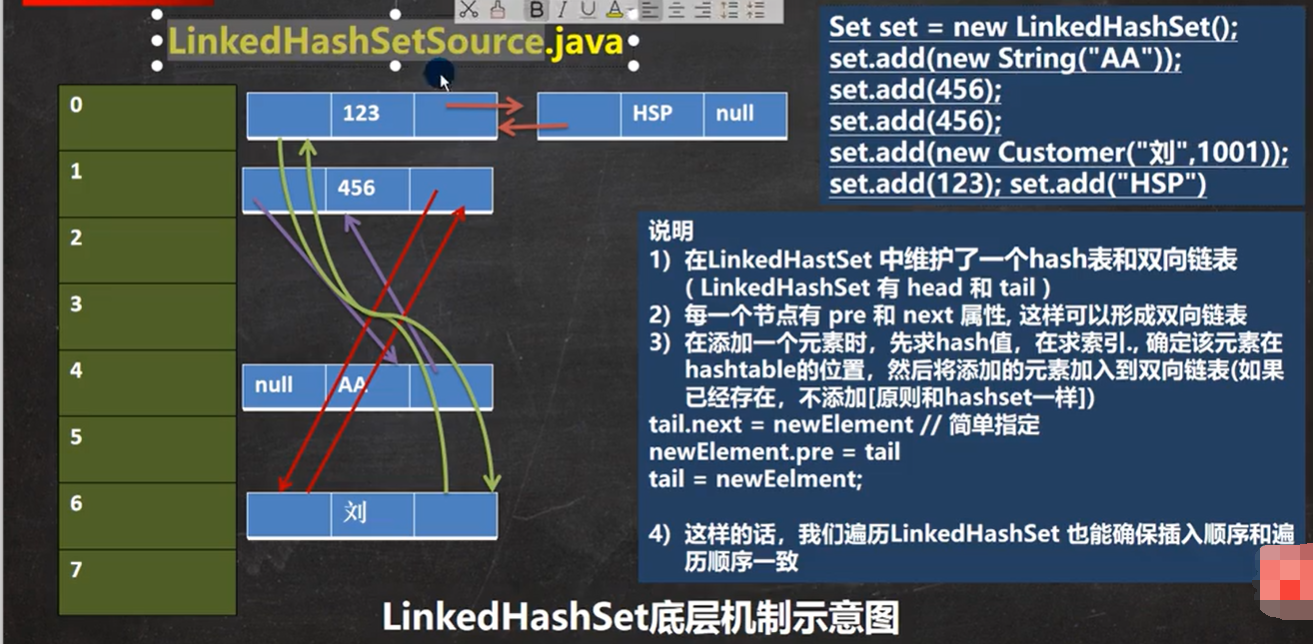 LinkedHashSetSource.java
B I U A
Set set = new LinkedHashSet();
set.add(new String("AA"));
set.add(456);
set.add(456);
set.add(new Customer("刘",1001));
set.add(123); set.add("HSP")
0
123
HSP null
1
456
2
3
4
null AA
5
6
刘
7
说明
1) 在LinkedHastSet 中维护了一个hash表和双向链表
( LinkedHashSet 有 head 和 tail )
2) 每一个节点有 pre 和 next 属性, 这样可以形成双向链表
3) 在添加一个元素时，先求hash值，在求索引., 确定该元素在
hashtable的位置，然后将添加的元素加入到双向链表(如果
已经存在，不添加[原则和hashset一样])
tail.next = newElement // 简单指定
newElement.pre = tail
tail = newEelment;
4) 这样的话，我们遍历LinkedHashSet 也能确保插入顺序和遍
历顺序一致
LinkedHashSet底层机制示意图